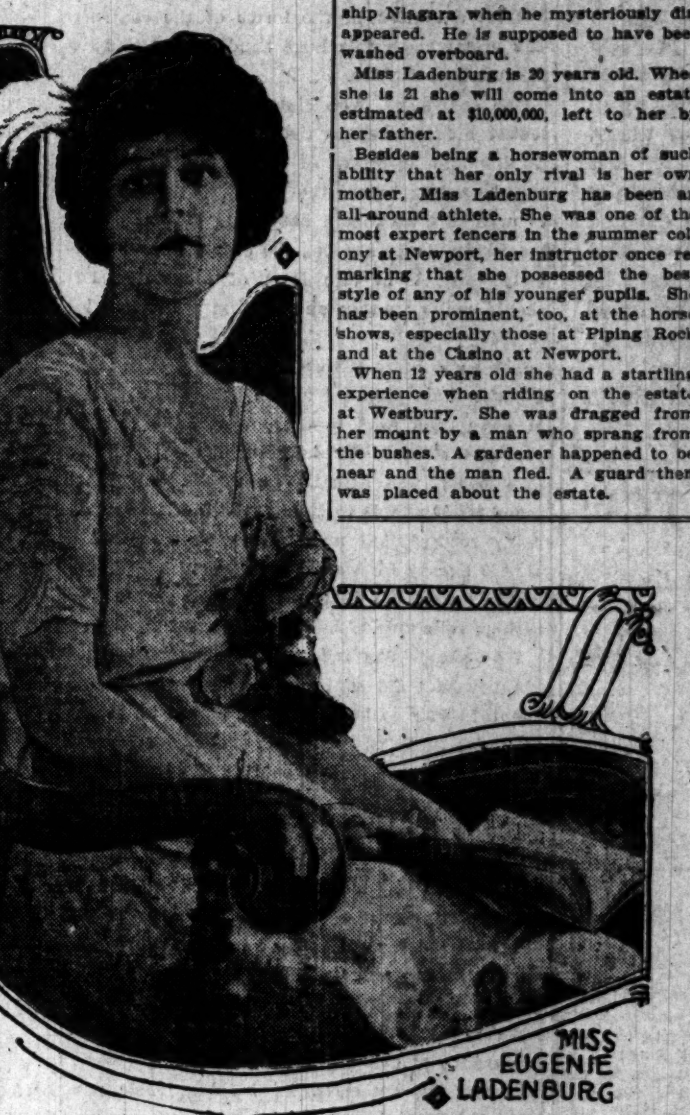 ship Niagara when he mysteriously dis
appeared. He is supposed to have bee
washed overboard.
Miss Ladenburg is 20 years old. Whe
she is 21 she will come into an estat
estimated at $10,000,000, left to her b
her father.
Besides being a horsewoman of suc
ability that her only rival is her ow
mother, Miss Ladenburg has been a
all-around athlete. She was one of th
most expert fencers in the summer col
ony at Newport, her instructor once re
marking that she possessed the bes
style of any of his younger pupils. Sh
has been prominent, too, at the horse
shows, especially those at Piping Rock
and at the Casino at Newport.
When 12 years old she had a startling
experience when riding on the estate
at Westbury. She was dragged from
her mount by a man who sprang from
the bushes. A gardener happened to be
near and the man fled. A guard then
was placed about the estate.
MISS
EUGENIE
LADENBURG